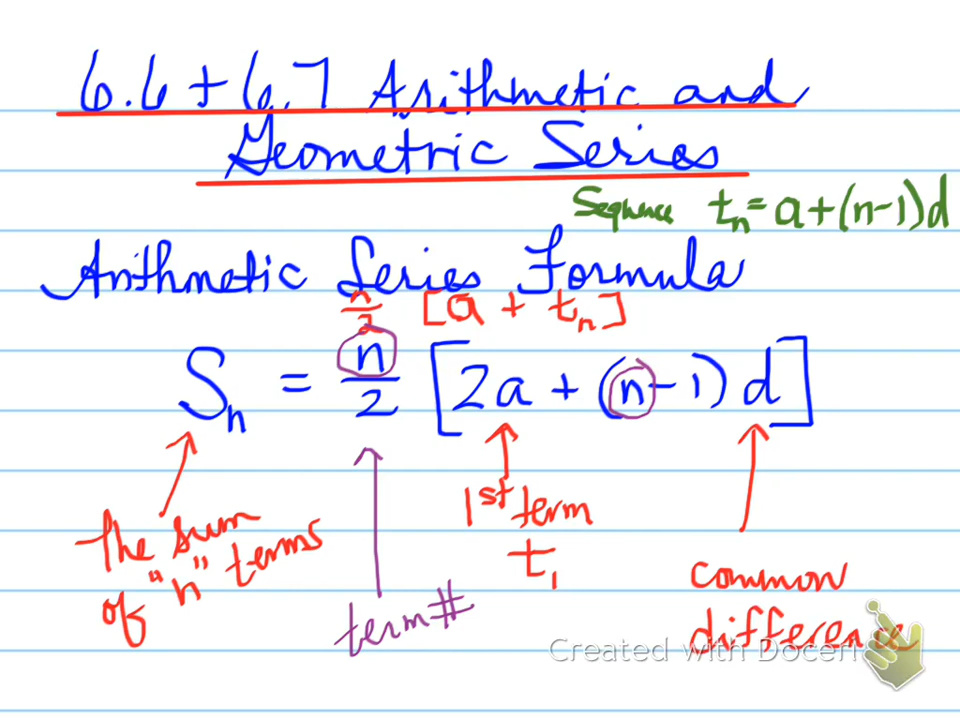 6.6 + 6.7 Arithmetic and
Geometric Series
Sequence tₙ = a + (n-1)d
Arithmetic Series Formula
n/2 [a + tₙ]
Sₙ = n/2 [2a + (n-1)d]
the sum
of "n" terms
term #
1st term
t₁
common
difference
Created with Doceri